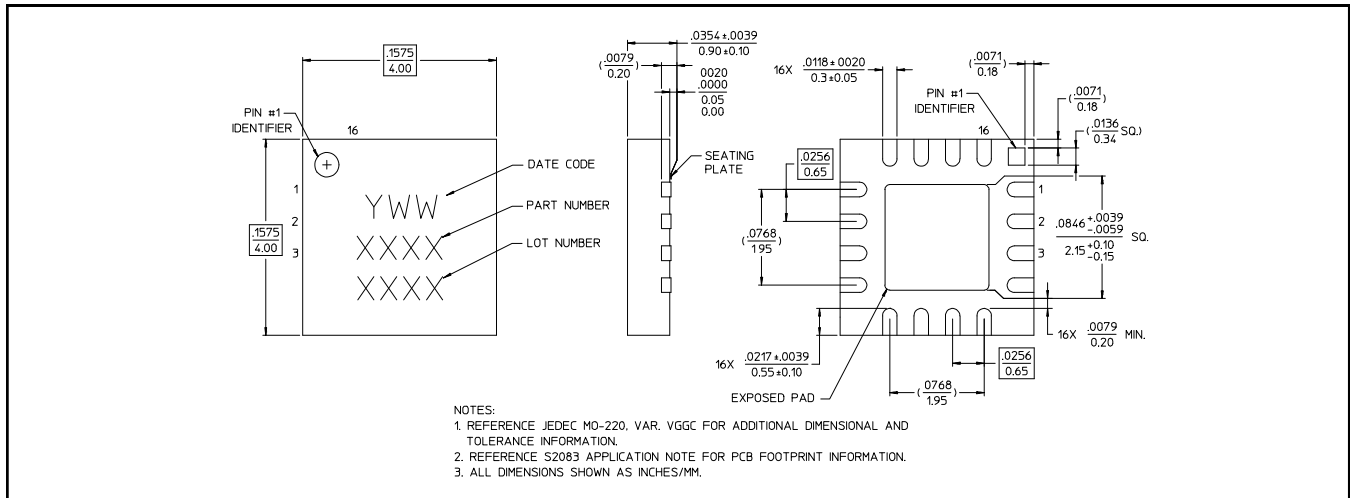 .1575
4.00
PIN #1
IDENTIFIER
16
1
2
3
.1575
4.00
YWW
XXXX
XXXX
DATE CODE
PART NUMBER
LOT NUMBER
.0354±.0039
0.90±0.10
(.0079
0.20)
.0020
.0000
0.05
0.00
SEATING
PLATE
16X .0118±.0020
0.3±0.05
(.0071
0.18)
PIN #1
IDENTIFIER
16
(.0071
0.18)
(.0136
0.34 SQ.)
.0256
0.65
(.0768
1.95)
1
2
3
.0846 +.0039
-.0059 SQ.
2.15 +0.10
-0.15
16X .0217±.0039
0.55±0.10
16X .0079 MIN.
0.20
.0256
0.65
(.0768
1.95)
EXPOSED PAD
NOTES:
1. REFERENCE JEDEC MO-220, VAR. VGGC FOR ADDITIONAL DIMENSIONAL AND
TOLERANCE INFORMATION.
2. REFERENCE S2083 APPLICATION NOTE FOR PCB FOOTPRINT INFORMATION.
3. ALL DIMENSIONS SHOWN AS INCHES/MM.